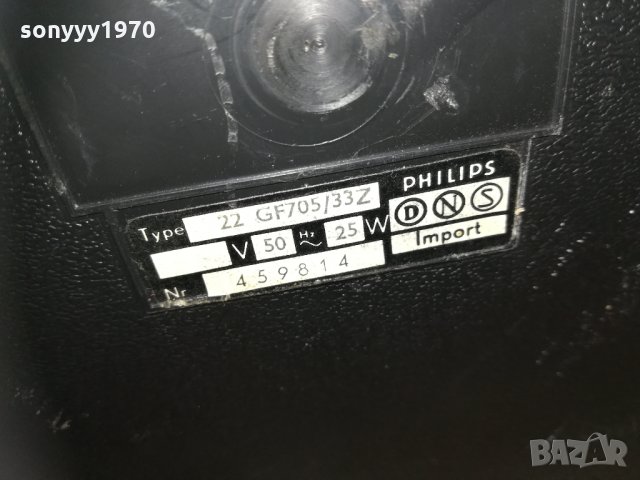 sonyyy1970
Type 22 GF705/33Z PHILIPS
V 50 Hz 25 W D N S
Nr 459814 Import
BAZAR